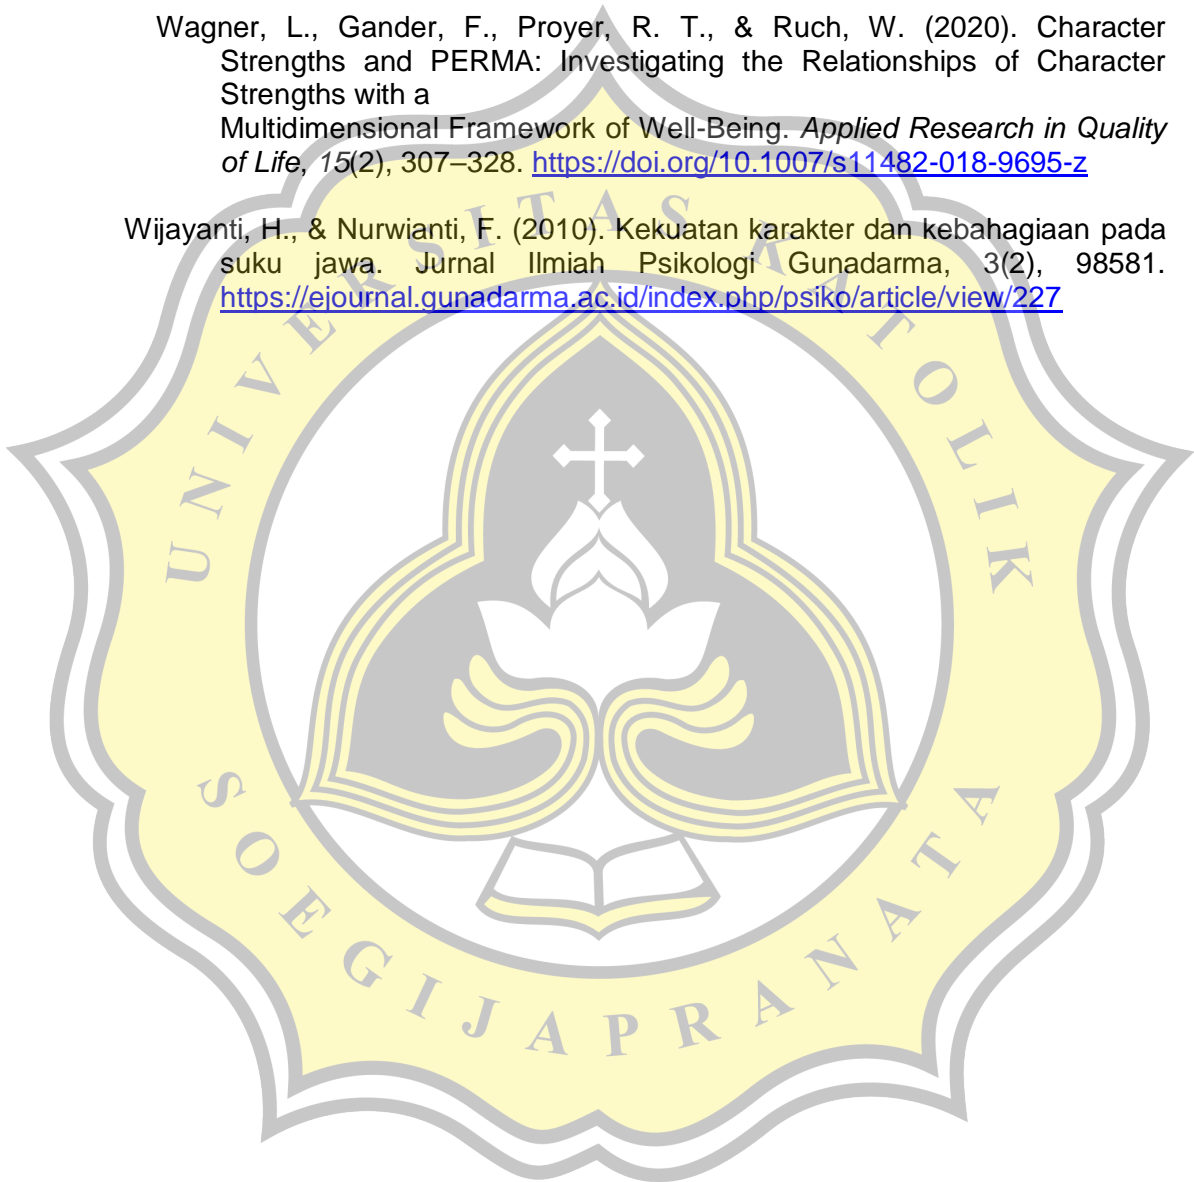 Wagner, L., Gander, F., Proyer, R. T., & Ruch, W. (2020). Character
Strengths and PERMA: Investigating the Relationships of Character
Strengths with a
Multidimensional Framework of Well-Being. Applied Research in Quality
of Life, 15(2), 307–328. https://doi.org/10.1007/s11482-018-9695-z
Wijayanti, H., & Nurwianti, F. (2010). Kekuatan karakter dan kebahagiaan pada
suku jawa. Jurnal Ilmiah Psikologi Gunadarma, 3(2), 98581.
https://ejournal.gunadarma.ac.id/index.php/psiko/article/view/227
UNIVERSITAS KATOLIK
SOEGIJAPRANATA